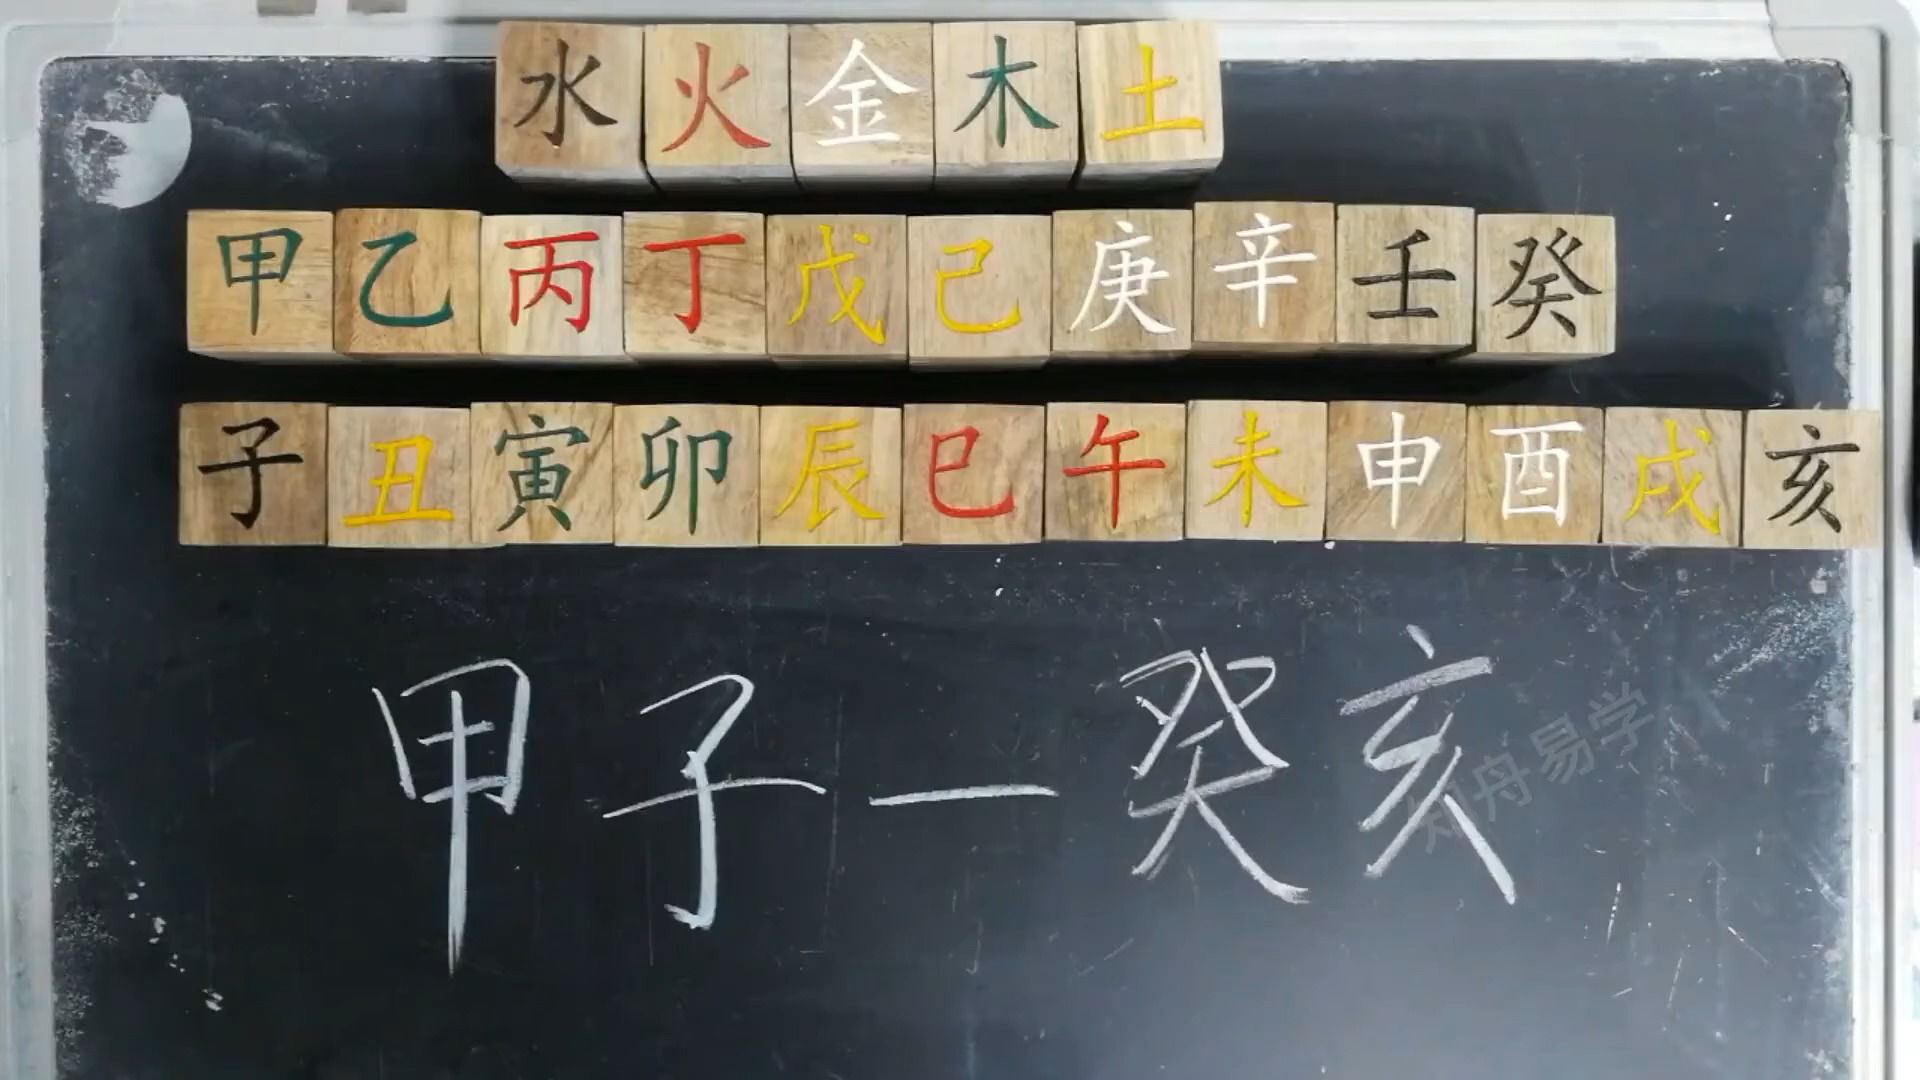 水火金木土
甲乙丙丁戊己庚辛壬癸
子丑寅卯辰巳午未申酉戌亥
甲子一癸亥
知舟易学